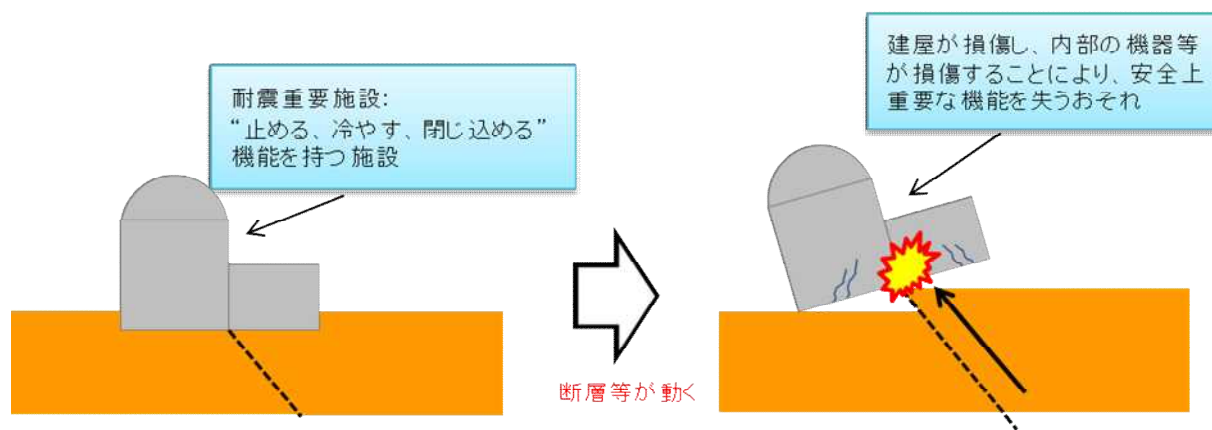 耐震重要施設:
“止める、冷やす、閉じ込める”
機能を持つ施設
断層等が動く
建屋が損傷し、内部の機器等
が損傷することにより、安全上
重要な機能を失うおそれ